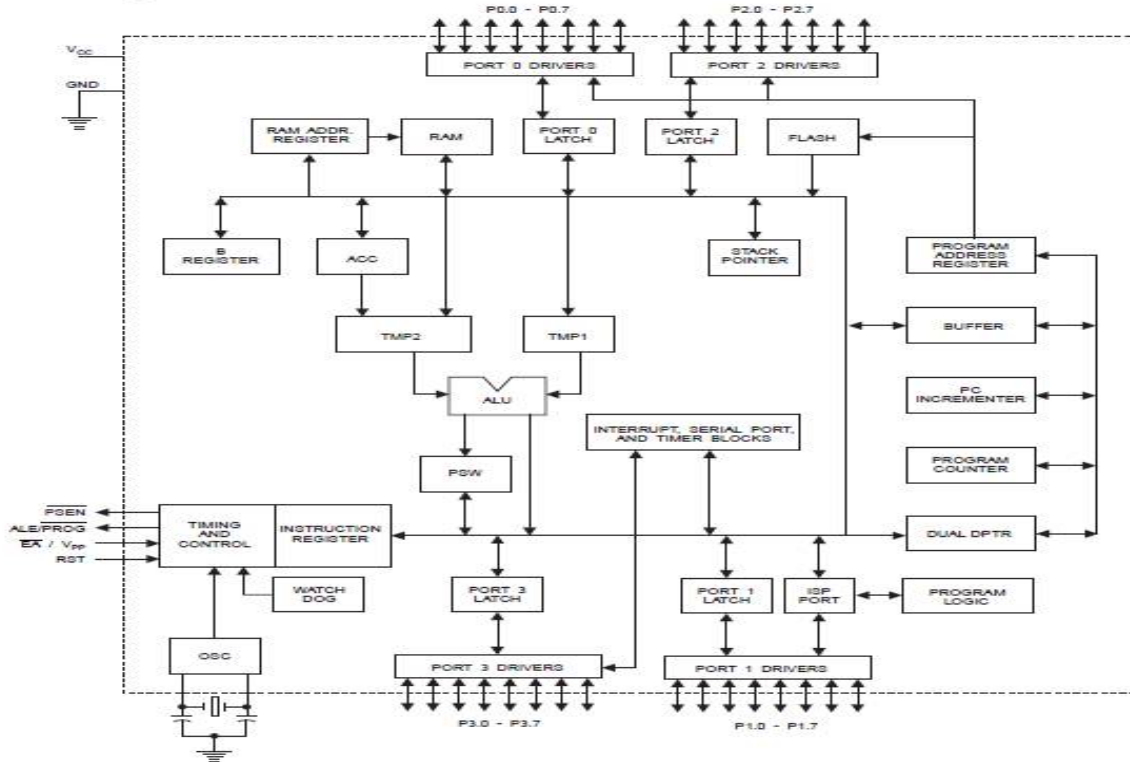 P0.0 - P0.7
P2.0 - P2.7
VCC
GND
PORT 0 DRIVERS
PORT 2 DRIVERS
RAM ADDR.
REGISTER
RAM
PORT 0
LATCH
PORT 2
LATCH
FLASH
B
REGISTER
ACC
STACK
POINTER
PROGRAM
ADDRESS
REGISTER
TMP2
TMP1
BUFFER
ALU
PC
INCREMENTER
INTERRUPT, SERIAL PORT,
AND TIMER BLOCKS
PSW
PROGRAM
COUNTER
PSEN
ALE/PROG
EA / VPP
RST
TIMING
AND
CONTROL
INSTRUCTION
REGISTER
DUAL DPTR
WATCH
DOG
PORT 3
LATCH
PORT 1
LATCH
ISP
PORT
PROGRAM
LOGIC
OSC
PORT 3 DRIVERS
PORT 1 DRIVERS
P3.0 - P3.7
P1.0 - P1.7